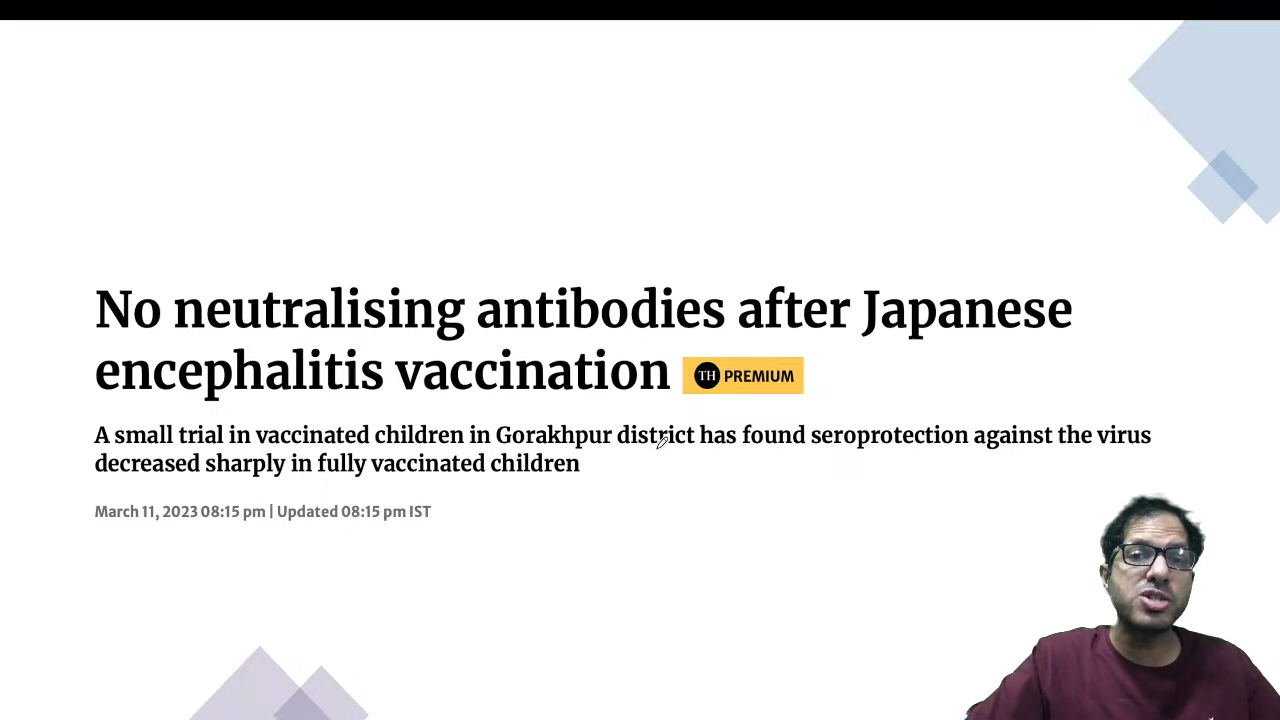 No neutralising antibodies after Japanese
encephalitis vaccination TH PREMIUM
A small trial in vaccinated children in Gorakhpur district has found seroprotection against the virus
decreased sharply in fully vaccinated children
March 11, 2023 08:15 pm | Updated 08:15 pm IST